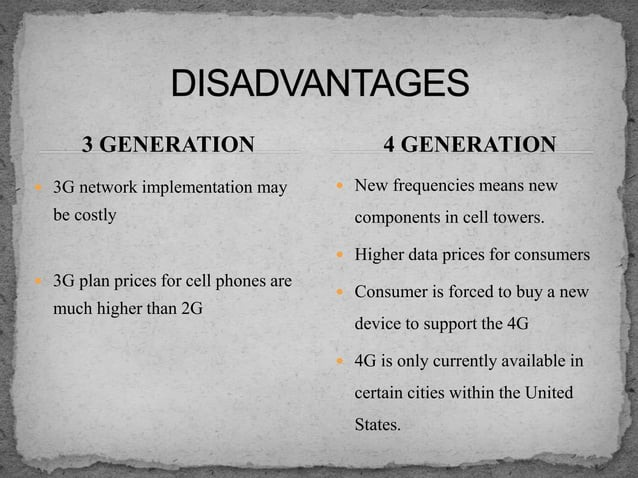 DISADVANTAGES
3 GENERATION
3G network implementation may
be costly
3G plan prices for cell phones are
much higher than 2G
4 GENERATION
New frequencies means new
components in cell towers.
Higher data prices for consumers
Consumer is forced to buy a new
device to support the 4G
4G is only currently available in
certain cities within the United
States.